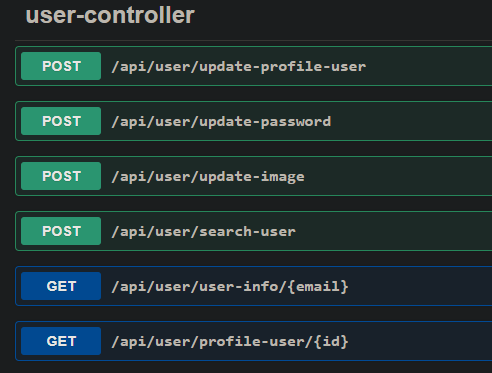 user-controller
POST /api/user/update-profile-user
POST /api/user/update-password
POST /api/user/update-image
POST /api/user/search-user
GET /api/user/user-info/{email}
GET /api/user/profile-user/{id}